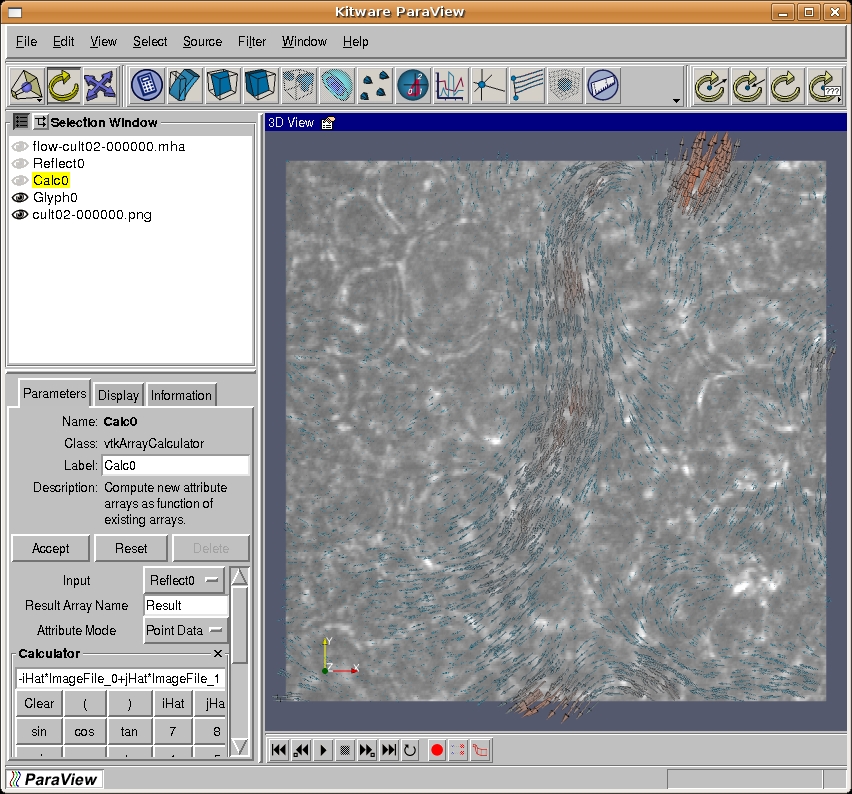 Kitware ParaView
File Edit View Select Source Filter Window Help
???
Selection Window
flow-cult02-000000.mha
Reflect0
Calc0
Glyph0
cult02-000000.png
3D View
Parameters Display Information
Name: Calc0
Class: vtkArrayCalculator
Label: Calc0
Description: Compute new attribute
arrays as function of
existing arrays.
Accept Reset Delete
Input Reflect0
Result Array Name Result
Attribute Mode Point Data
Calculator
-iHat*ImageFile_0+jHat*ImageFile_1
Clear ( ) iHat jHa
sin cos tan 7 8
Y
Z X
ParaView